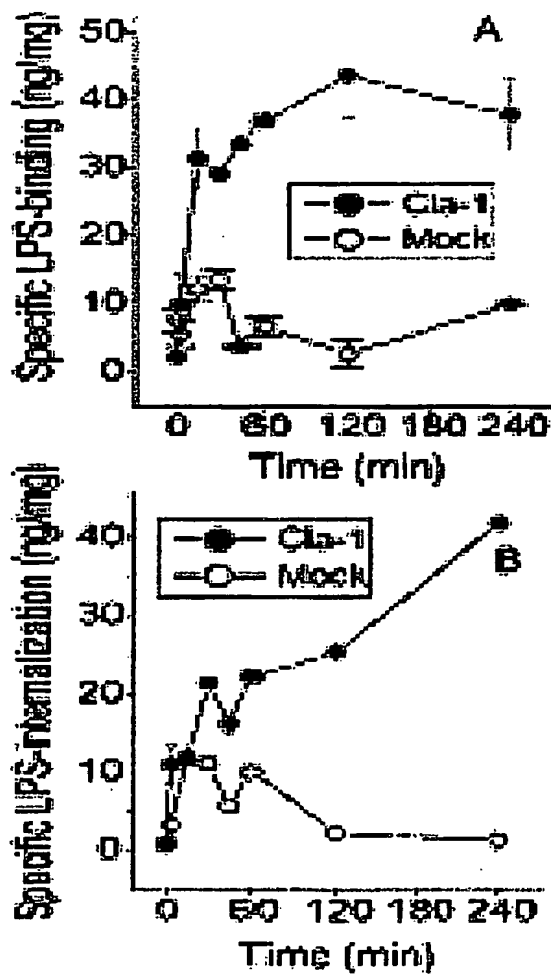 A
Specific LPS-binding (ng/mg)
50
40
30
20
10
0
Cla-1
Mock
0 60 120 180 240
Time (min)
B
Specific LPS-internalization (ng/mg)
40
30
20
10
0
Cla-1
Mock
0 60 120 180 240
Time (min)